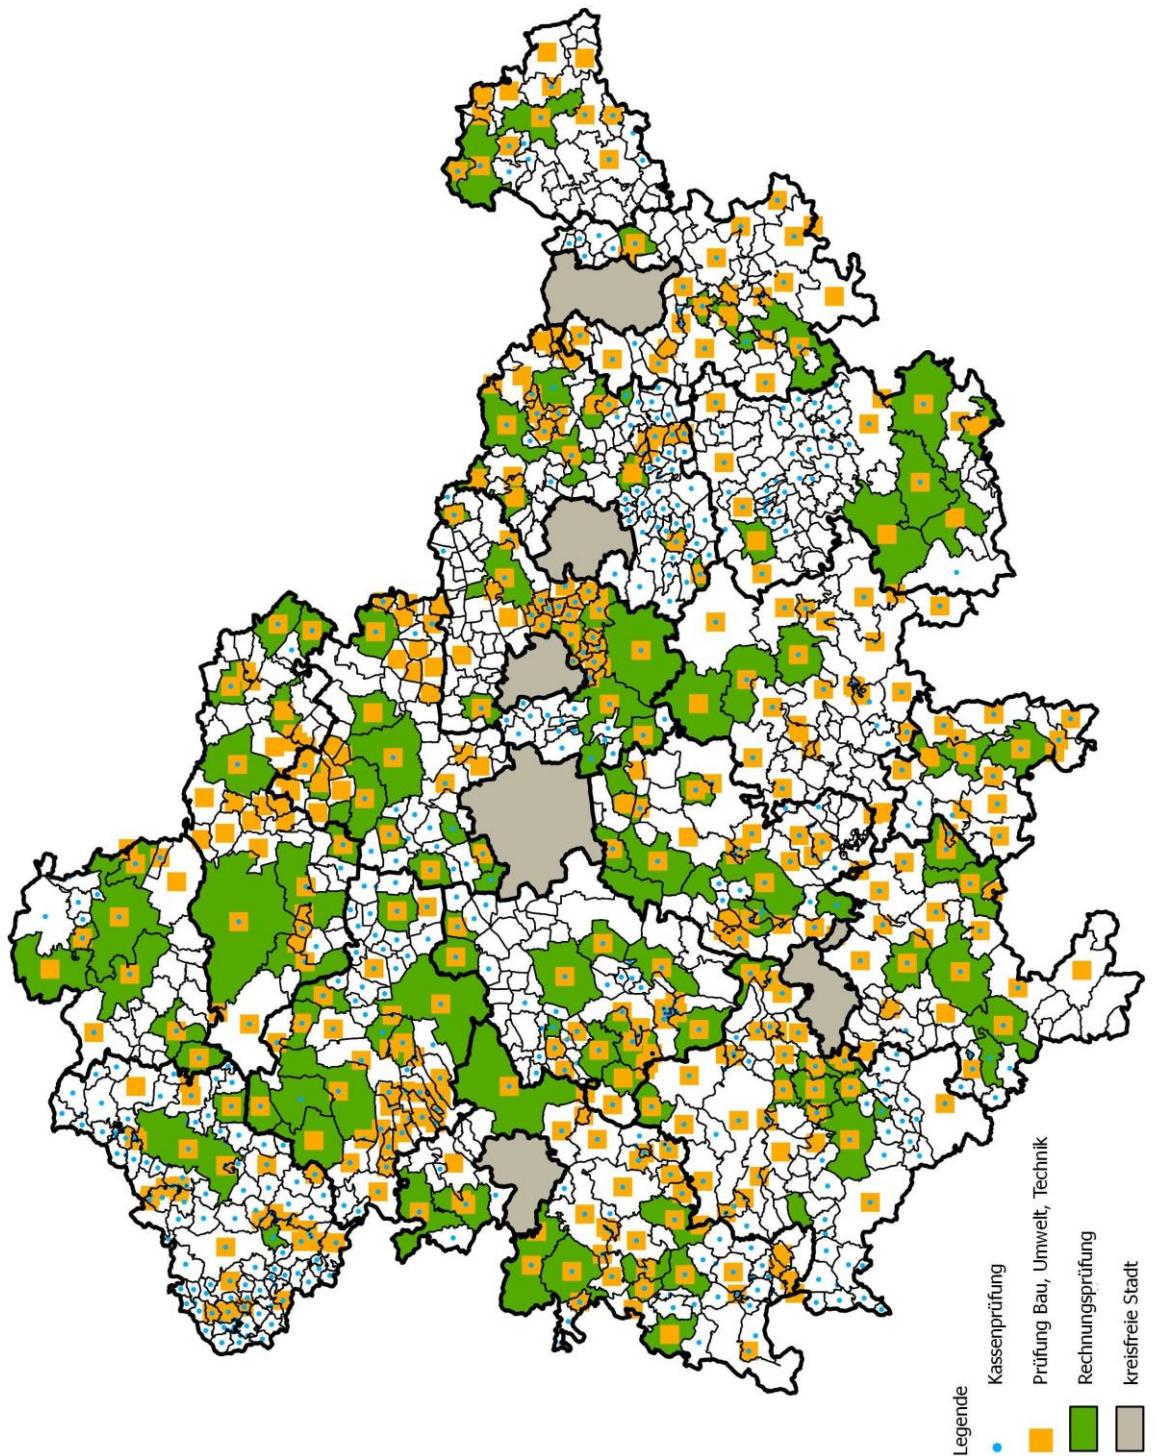 Legende
Kassenprüfung
Prüfung Bau, Umwelt, Technik
Rechnungsprüfung
kreisfreie Stadt